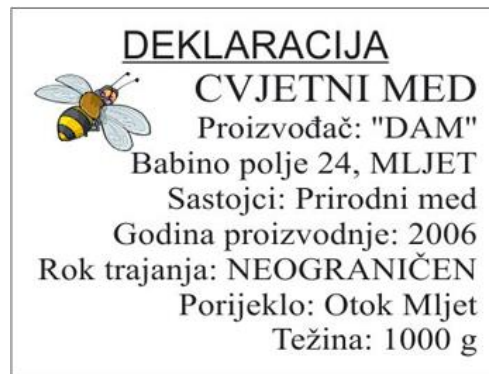 DEKLARACIJA
CVJETNI MED
Proizvođač: "DAM"
Babino polje 24, MLJET
Sastojci: Prirodni med
Godina proizvodnje: 2006
Rok trajanja: NEOGRANIČEN
Porijeklo: Otok Mljet
Težina: 1000 g